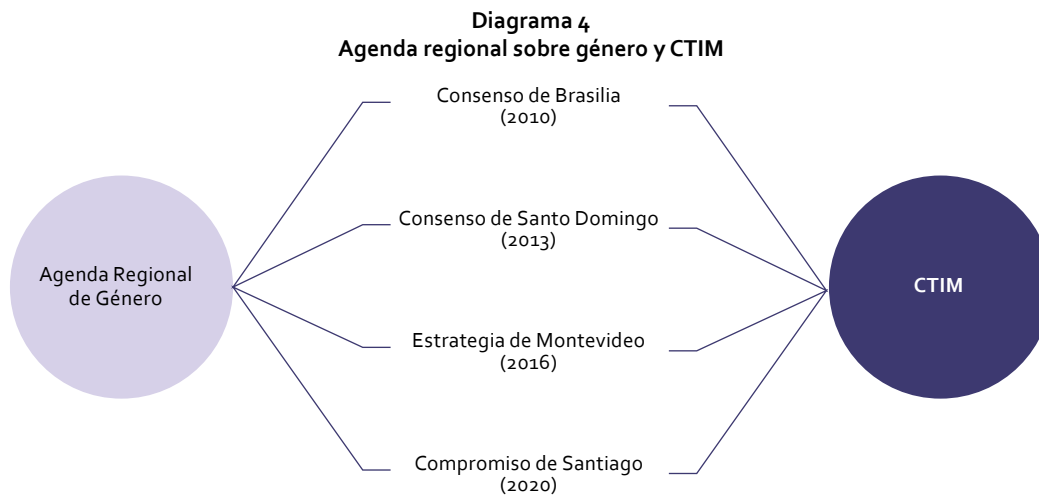 Diagrama 4
Agenda regional sobre género y CTIM
Consenso de Brasilia
(2010)
Consenso de Santo Domingo
(2013)
Agenda Regional
de Género
CTIM
Estrategia de Montevideo
(2016)
Compromiso de Santiago
(2020)